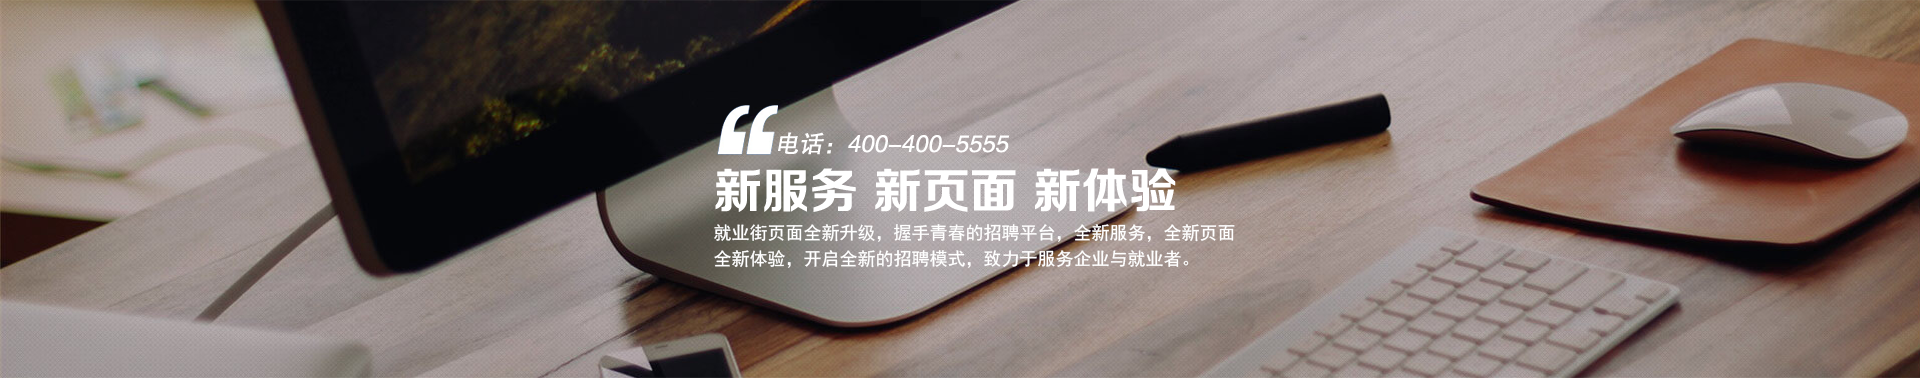 电话：400-400-5555
新服务 新页面 新体验
就业街页面全新升级，握手青春的招聘平台，全新服务，全新页面
全新体验，开启全新的招聘模式，致力于服务企业与就业者。